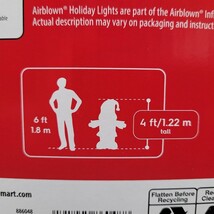 Airblown® Holiday Lights are part of the Airblown® Inf
Actual description may vary on packaging and instruct
6 ft
1.8 m
4 ft/1.22 m
tall
mart.com
886048
Flatten Before
Recycling